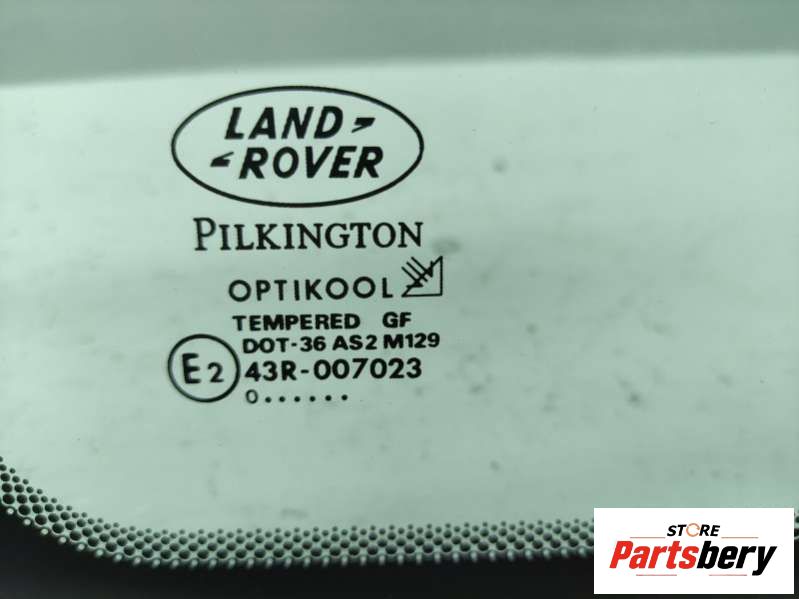 LAND
ROVER
PILKINGTON
OPTIKOOL
TEMPERED GF
DOT-36 AS2 M129
E2
43R-007023
0......
STORE
Partsbery